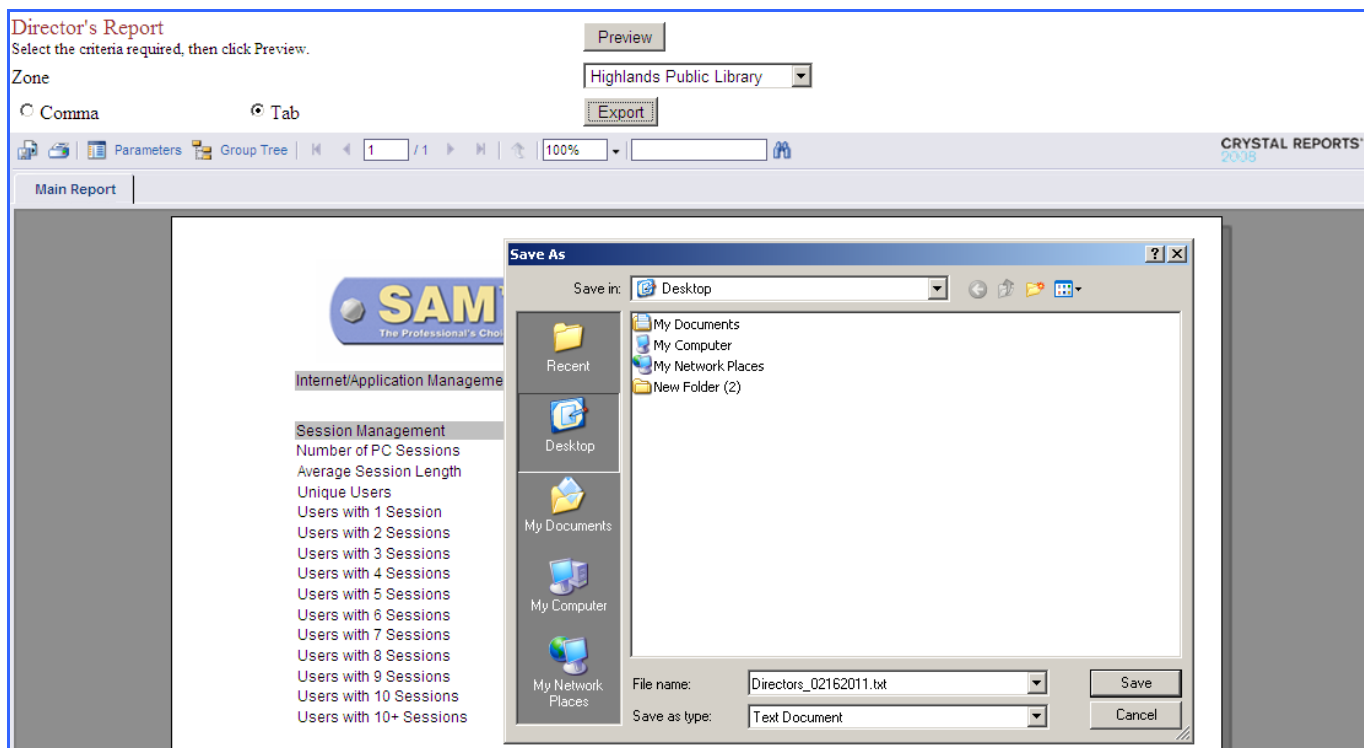 Director's Report
Select the criteria required, then click Preview.
Preview
Zone
Highlands Public Library
Comma
Tab
Export
Parameters
Group Tree
1
/ 1
100%
CRYSTAL REPORTS®
2008
Main Report
SAM
The Professional's
Internet/Application
Session Management
Number of PC Sessions
Average Session Length
Unique Users
Users with 1 Session
Users with 2 Sessions
Users with 3 Sessions
Users with 4 Sessions
Users with 5 Sessions
Users with 6 Sessions
Users with 7 Sessions
Users with 8 Sessions
Users with 9 Sessions
Users with 10 Sessions
Users with 10+ Sessions
Save As
Save in:
Desktop
Recent
Desktop
My Documents
My Computer
My Network
Places
My Documents
My Computer
My Network Places
New Folder (2)
File name:
Directors_02162011.txt
Save
Save as type:
Text Document
Cancel